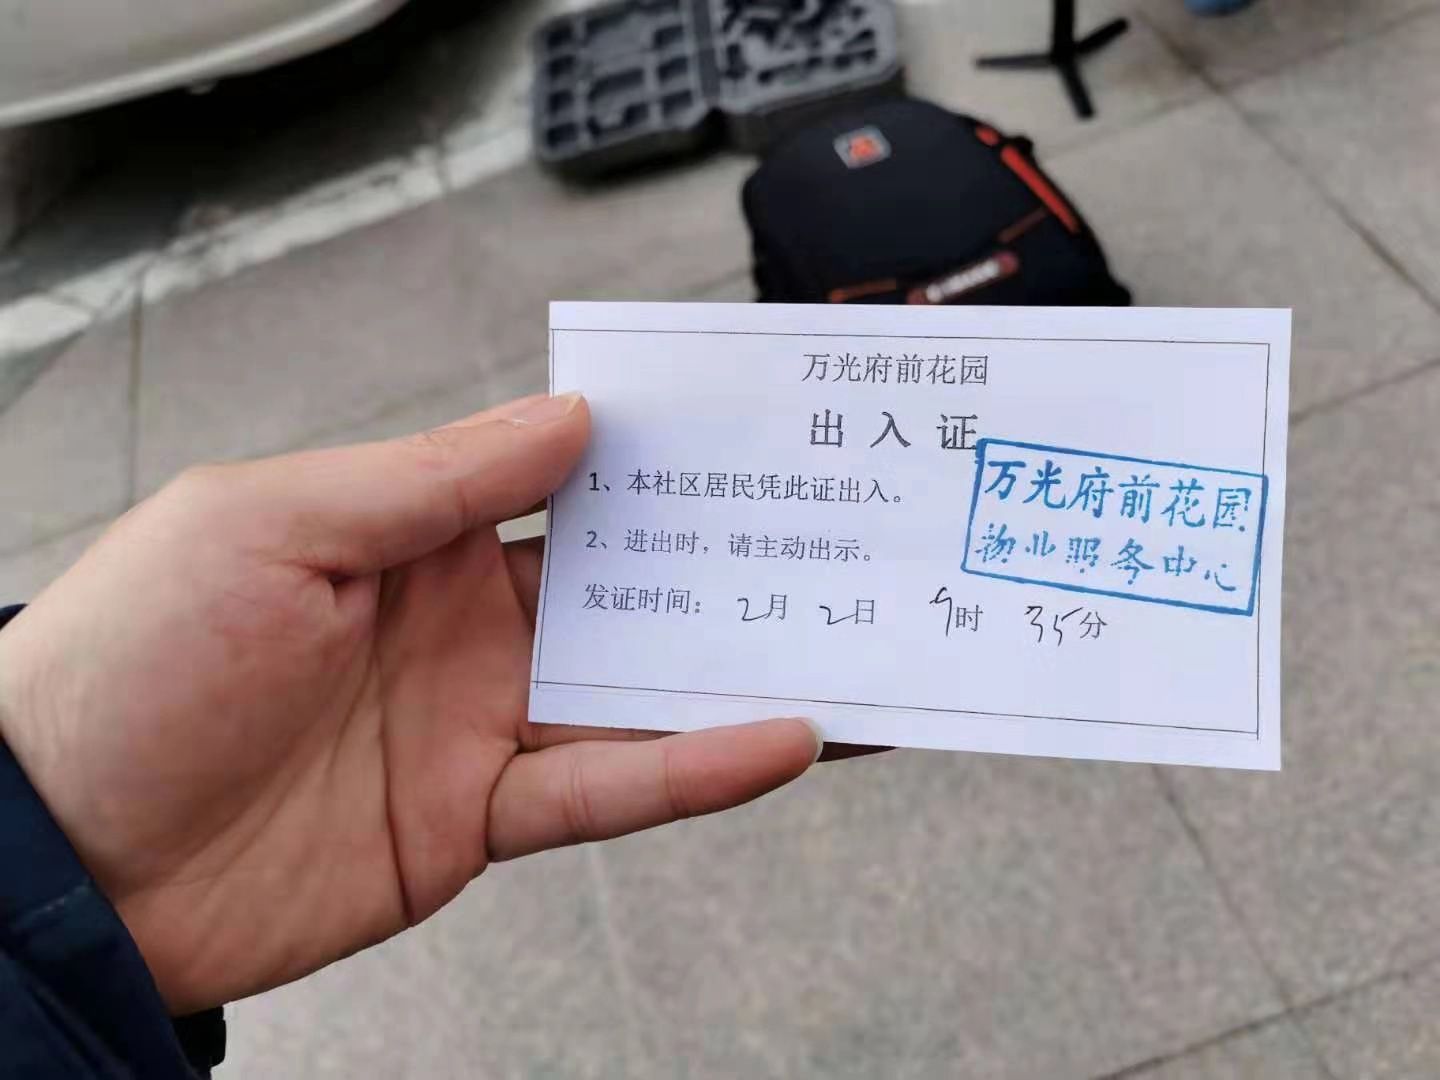 万光府前花园
出入证
1、本社区居民凭此证出入。
2、进出时，请主动出示。
发证时间： 2月 2日 9时 35分
万光府前花园
物业服务中心